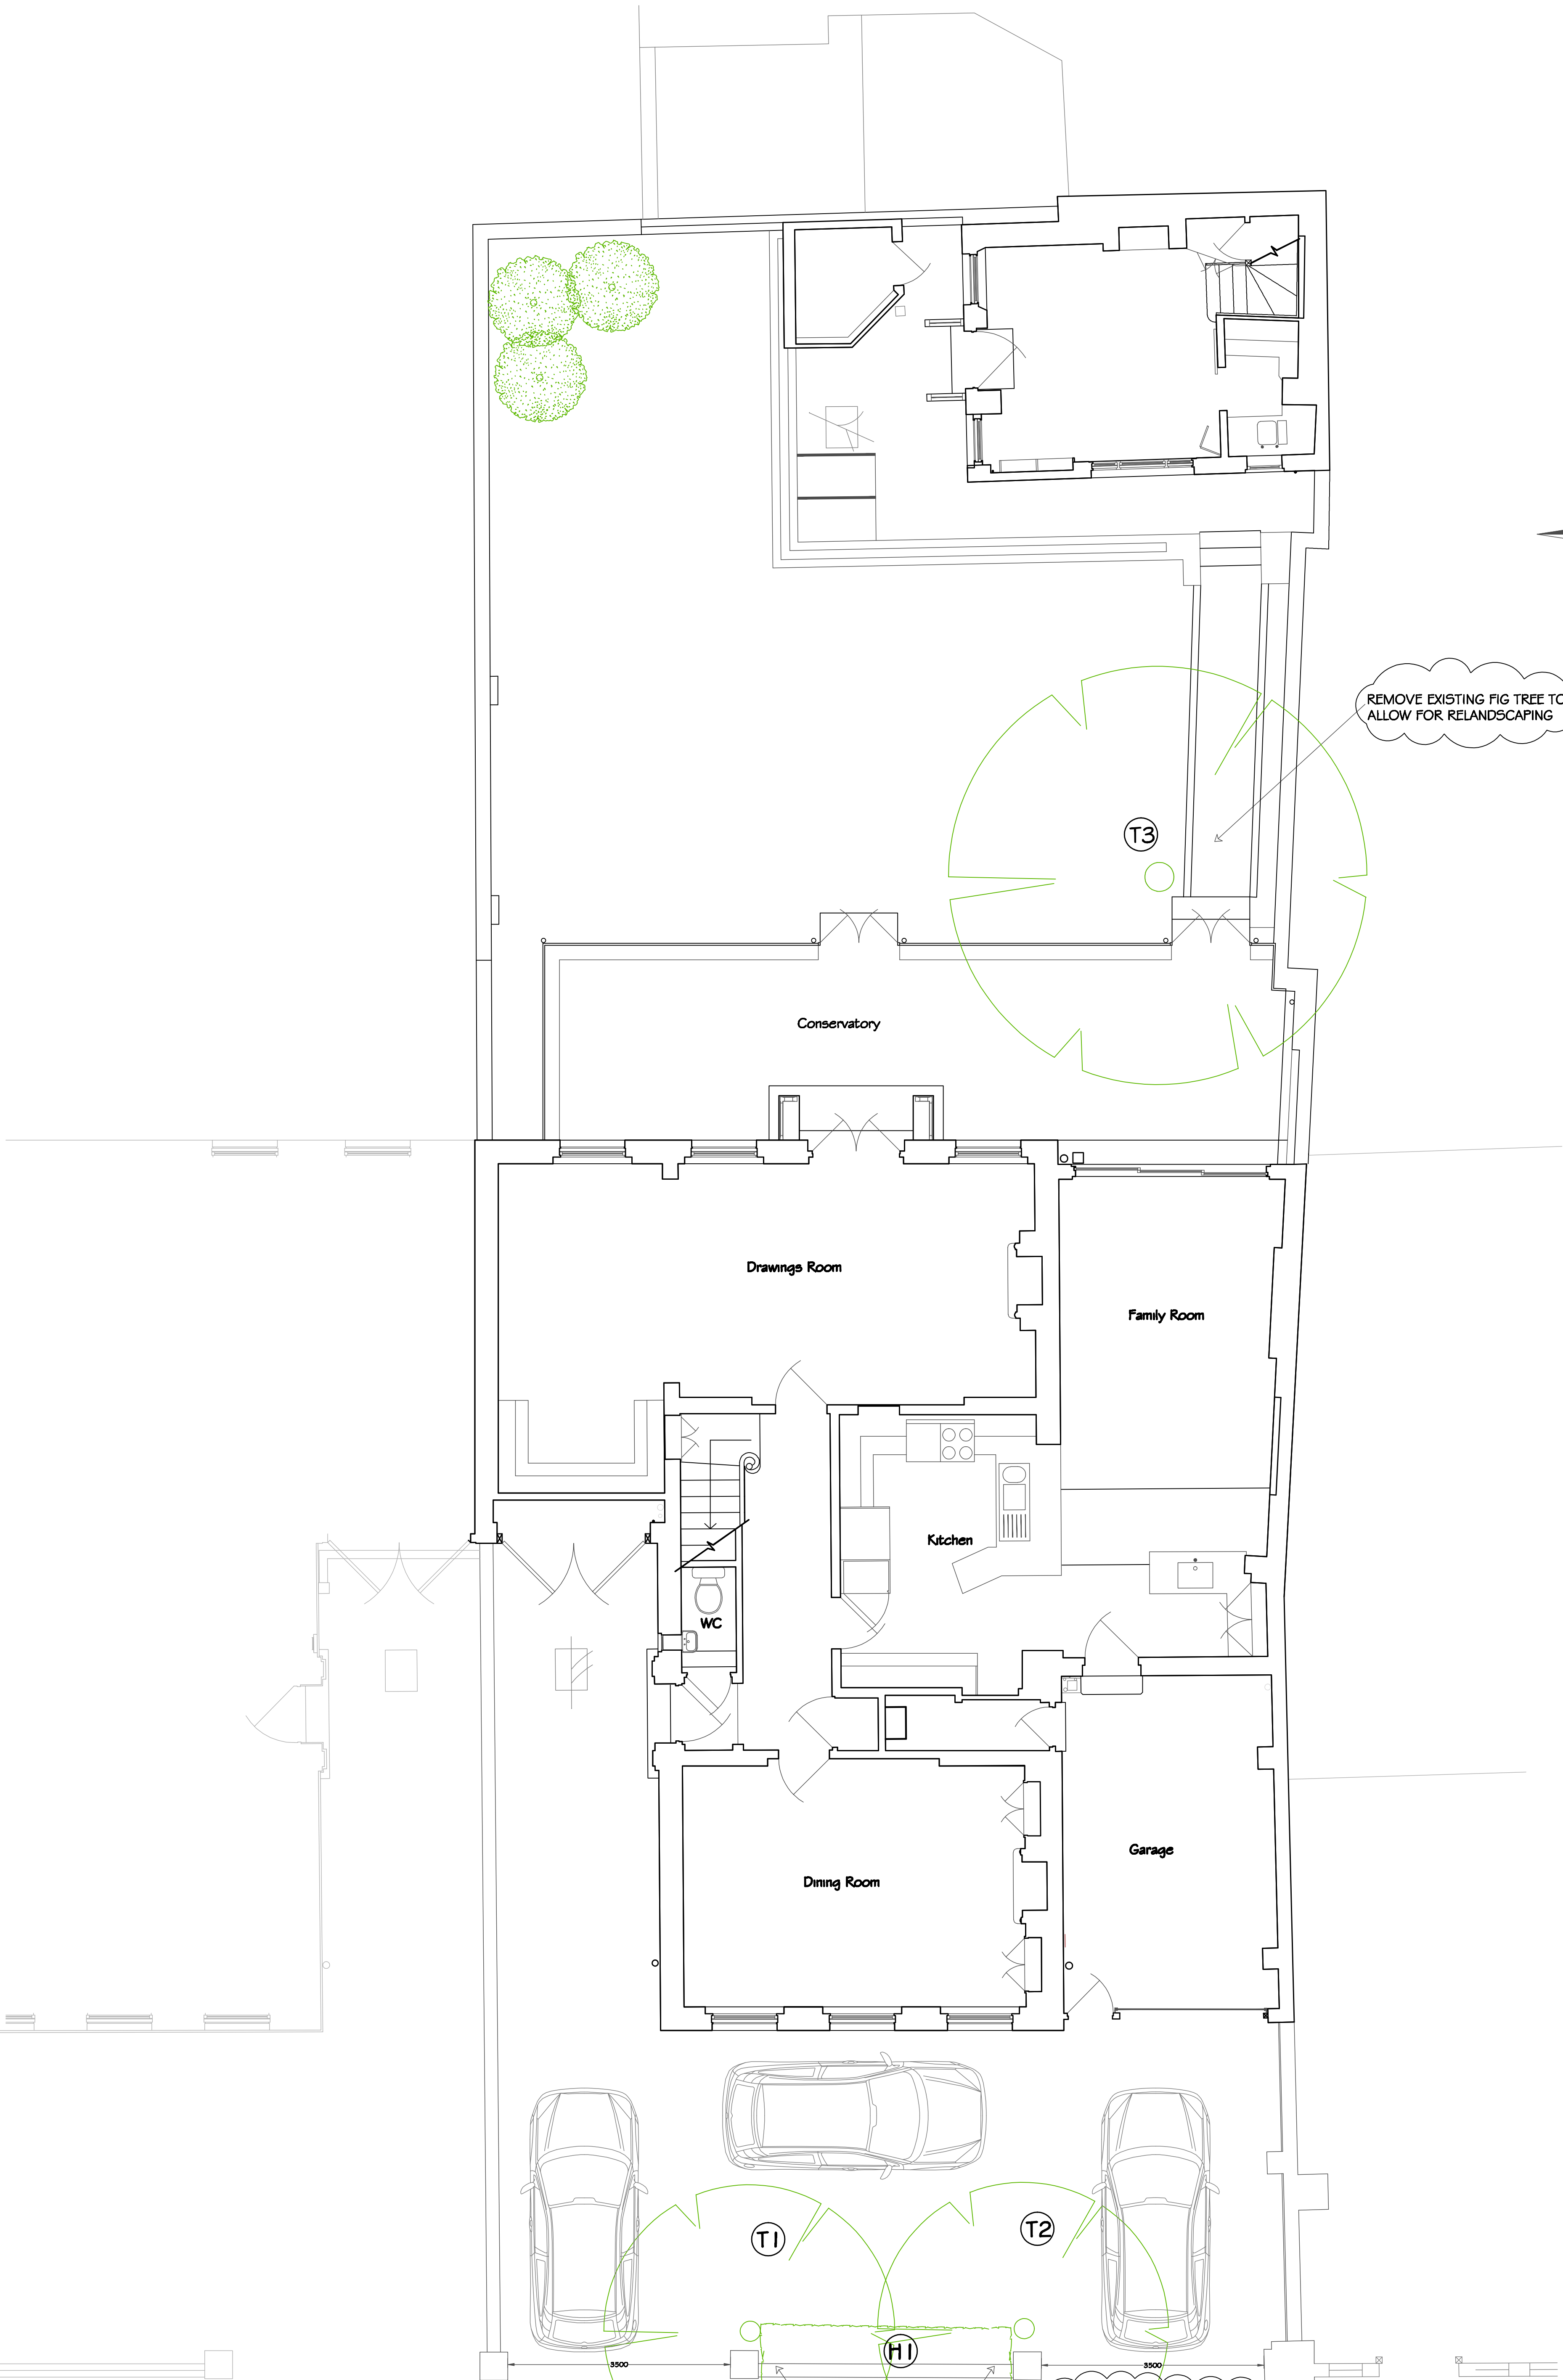 REMOVE EXISTING FIG TREE TO
ALLOW FOR RELANDSCAPING
T3
Conservatory
Drawings Room
Family Room
Kitchen
WC
Garage
Dining Room
T1
T2
H1
3500
3500